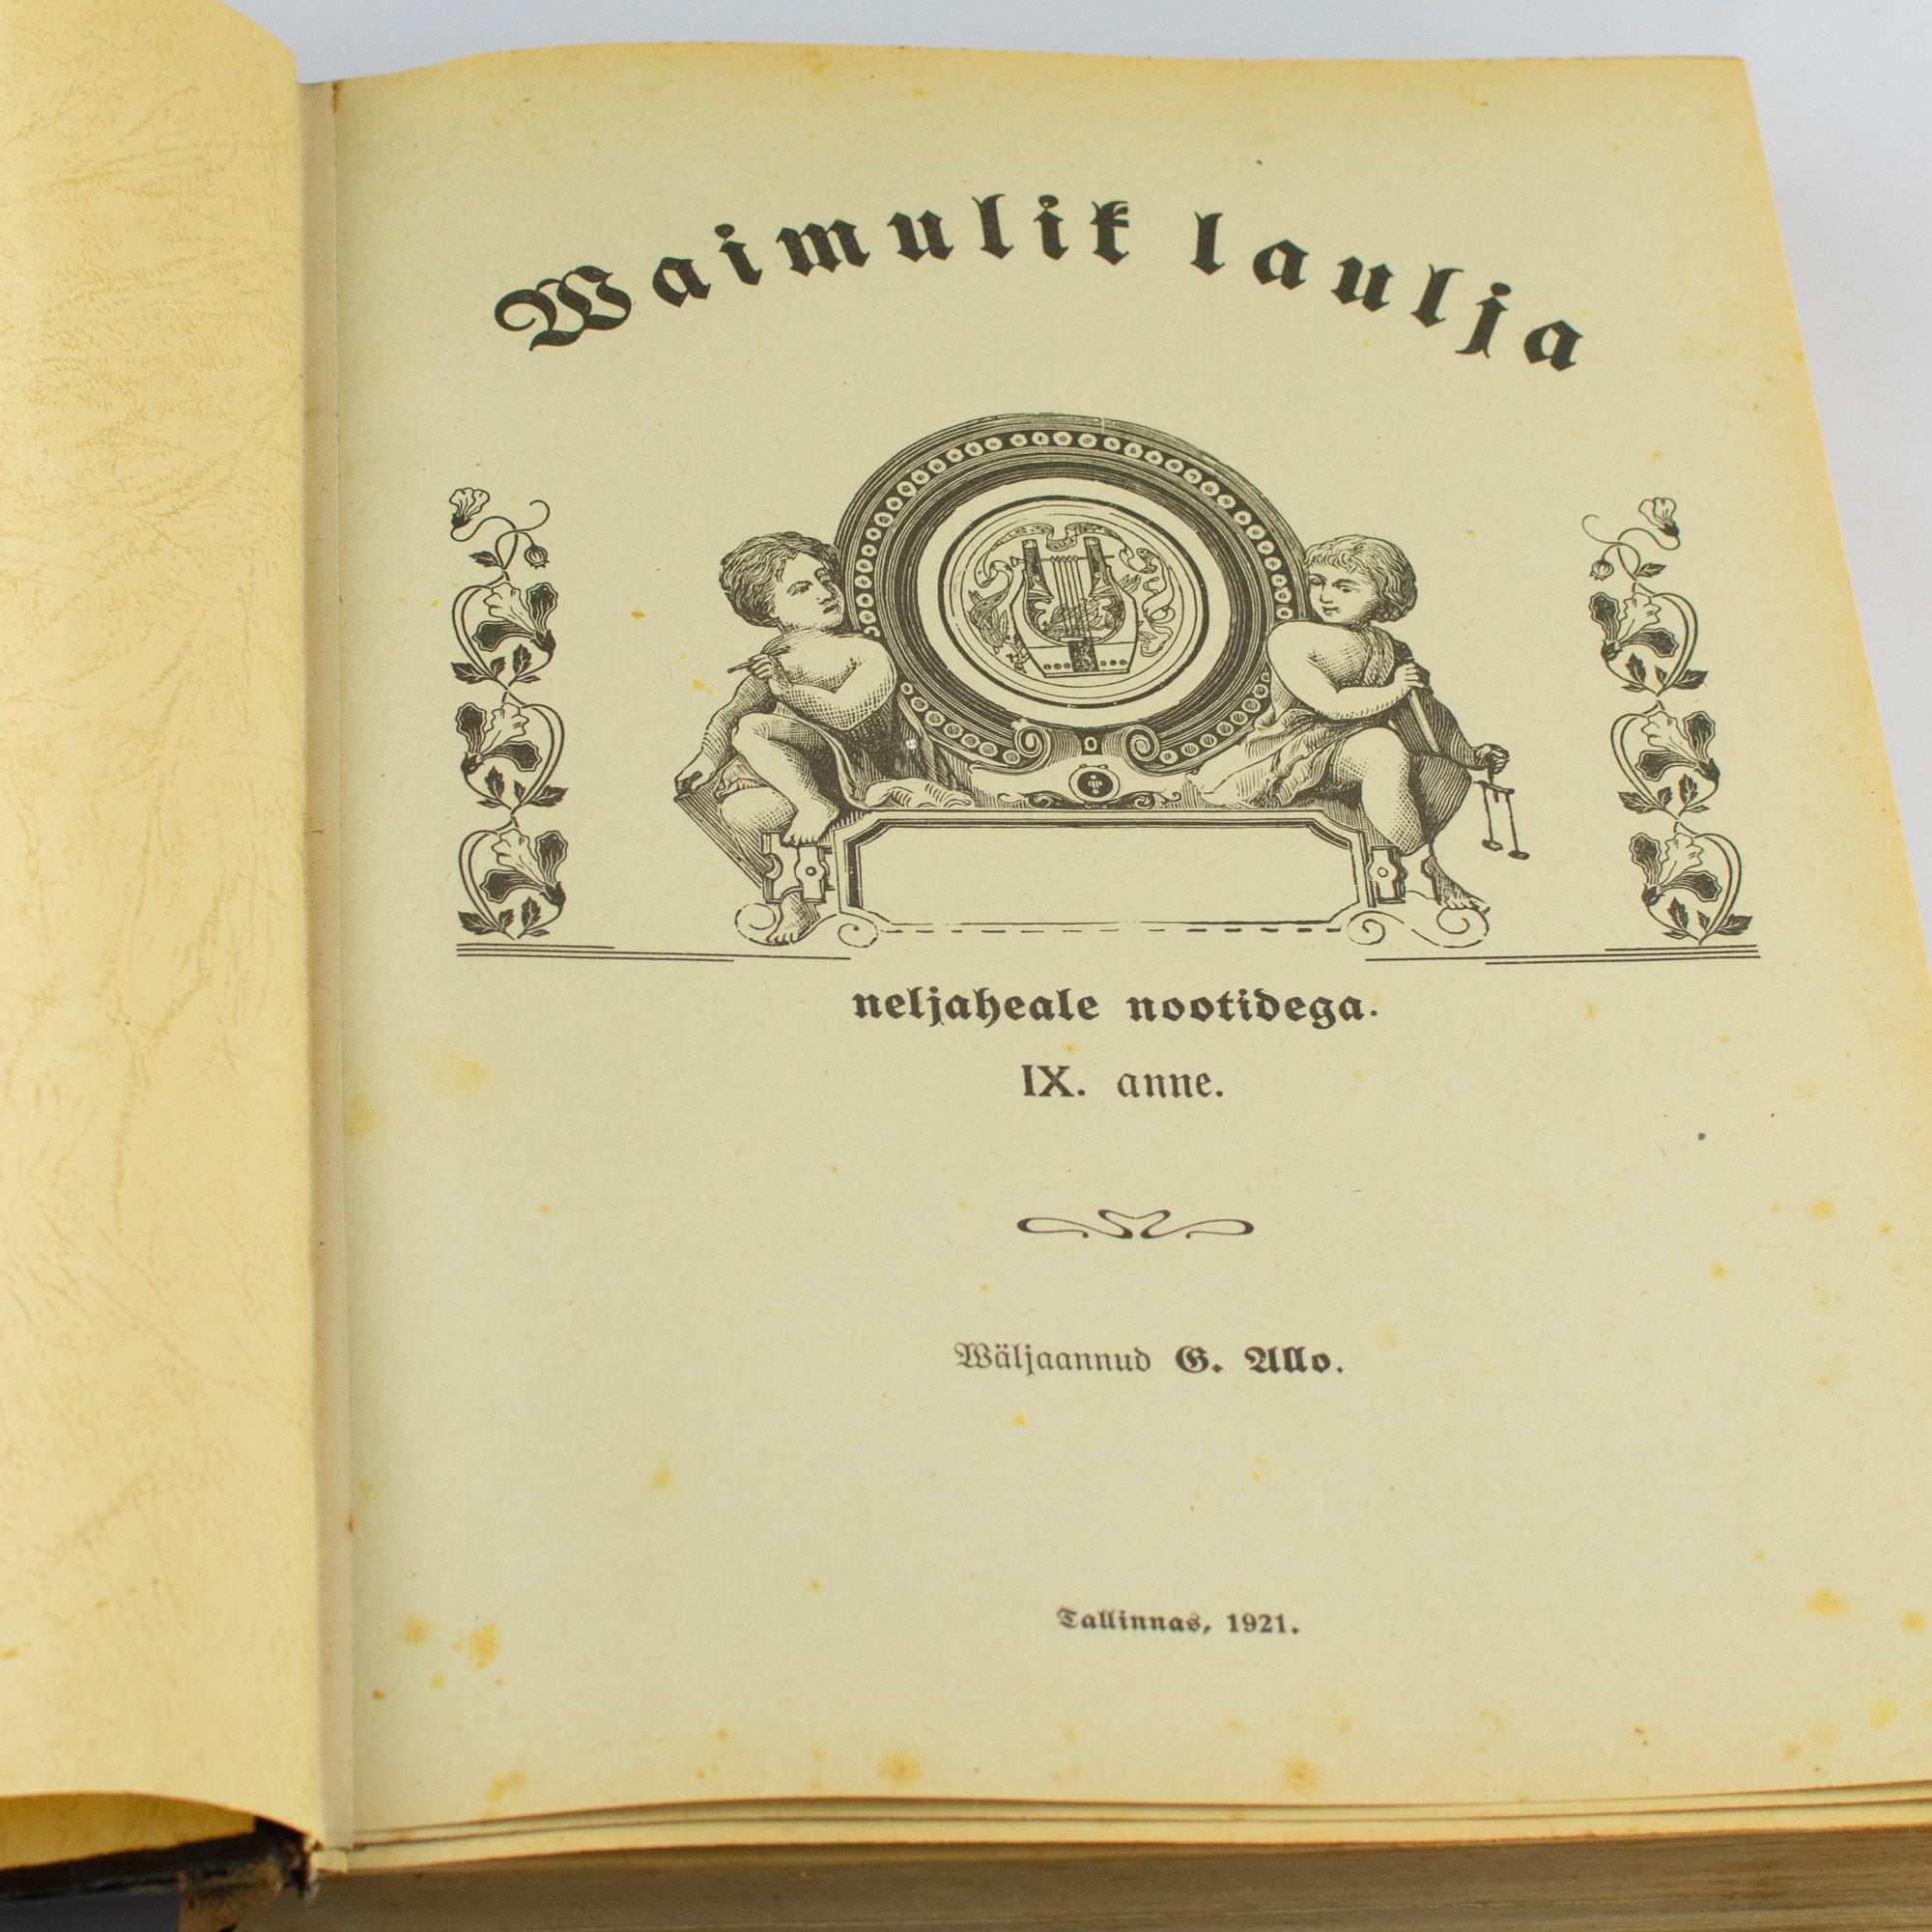 Waimulik laulja
neljaheale nootidega.
IX. anne.
Wäljaannud G. Allo.
Tallinnas, 1921.